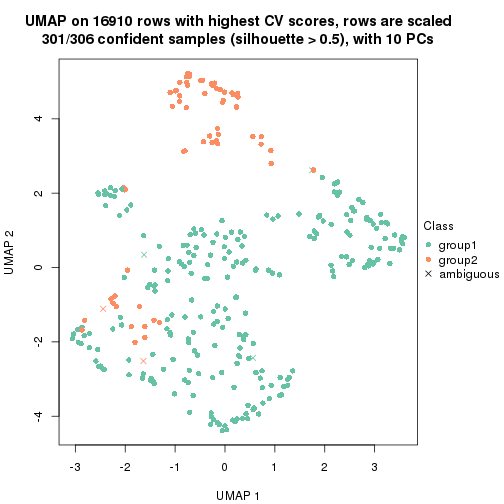 UMAP on 16910 rows with highest CV scores, rows are scaled
301/306 confident samples (silhouette > 0.5), with 10 PCs
Class
group1
group2
ambiguous
UMAP 2
4
2
0
-2
-4
-3 -2 -1 0 1 2 3
UMAP 1